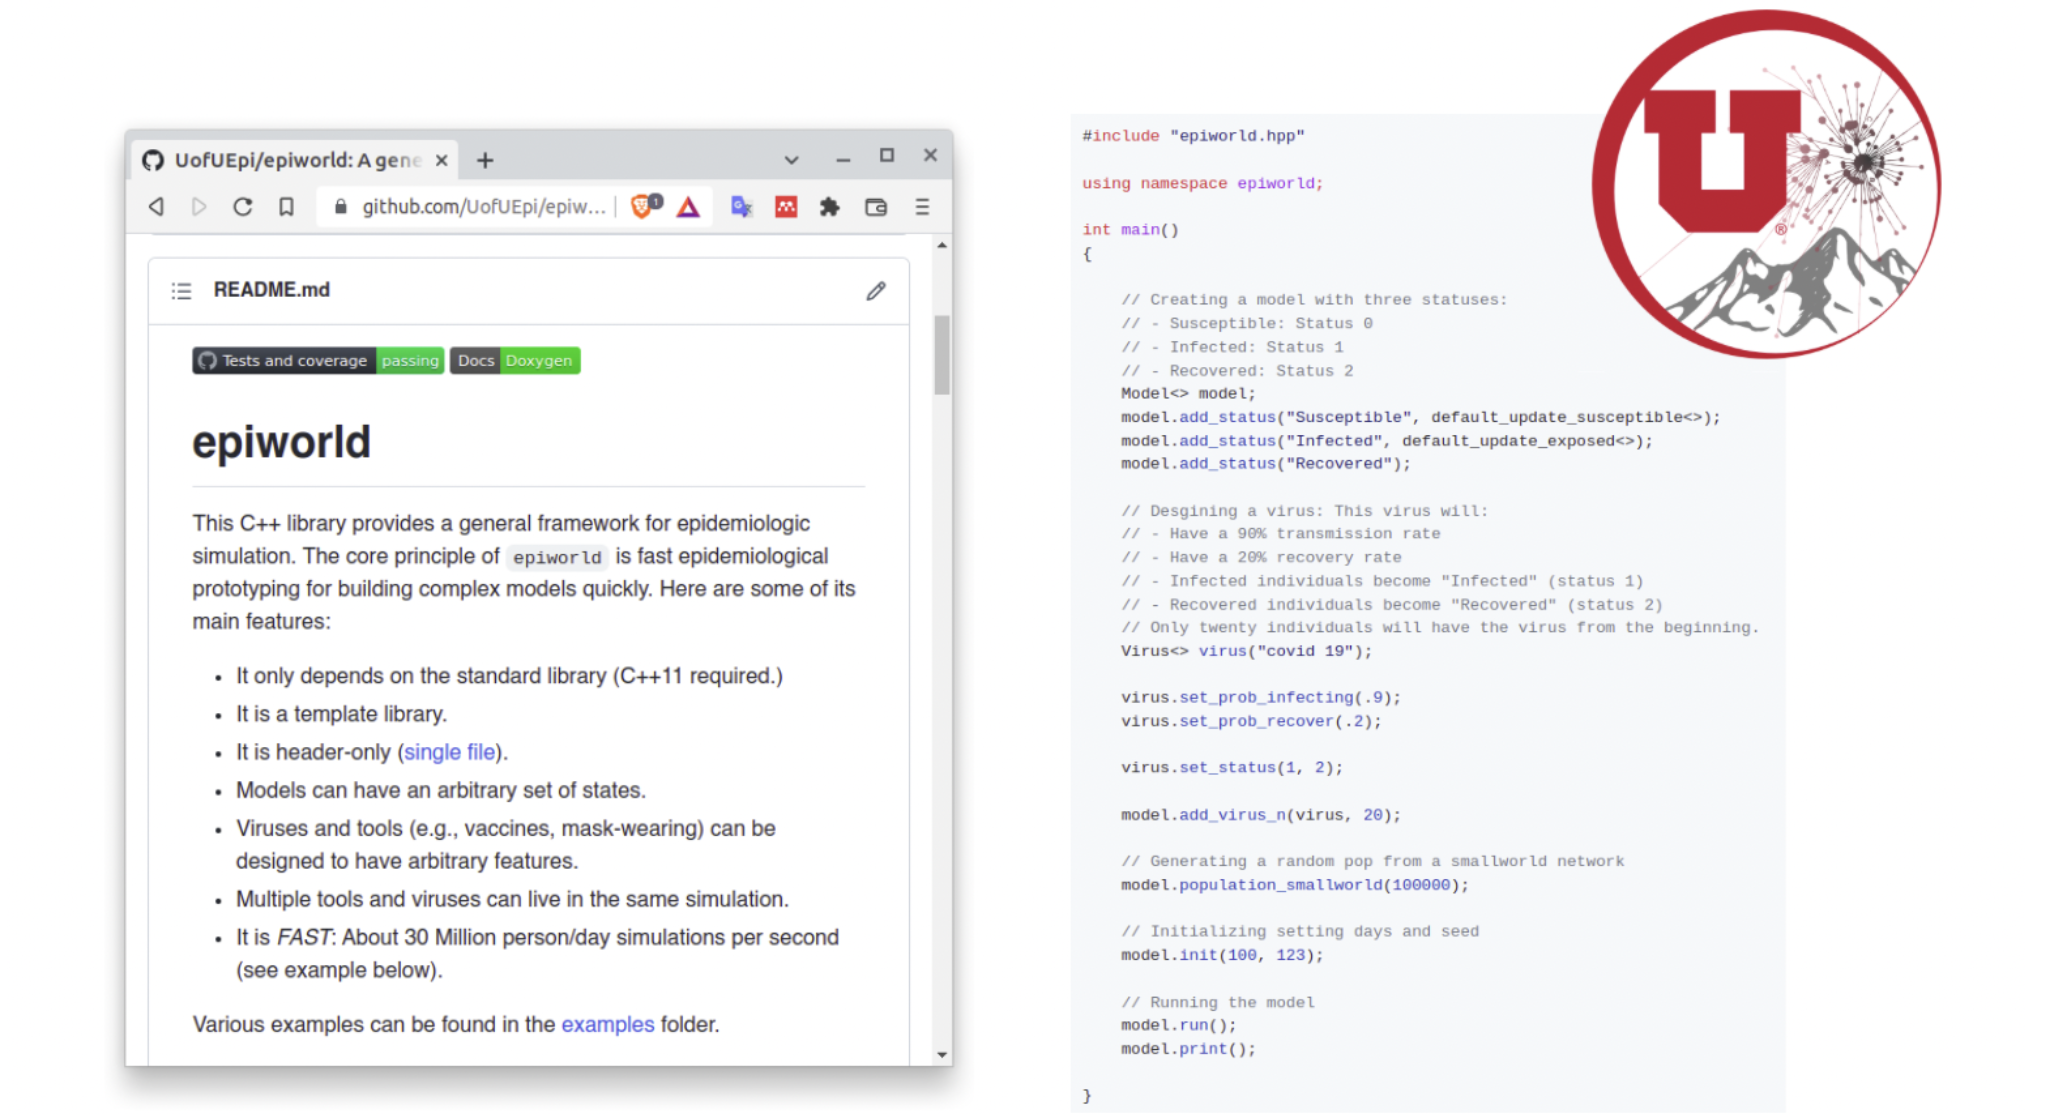 UofUEpi/epiworld: A gene
github.com/UofUEpi/epiw...
1
README.md
Tests and coverage passing Docs Doxygen
epiworld
This C++ library provides a general framework for epidemiologic
simulation. The core principle of epiworld is fast epidemiological
prototyping for building complex models quickly. Here are some of its
main features:
• It only depends on the standard library (C++11 required.)
• It is a template library.
• It is header-only (single file).
• Models can have an arbitrary set of states.
• Viruses and tools (e.g., vaccines, mask-wearing) can be
designed to have arbitrary features.
• Multiple tools and viruses can live in the same simulation.
• It is FAST: About 30 Million person/day simulations per second
(see example below).
Various examples can be found in the examples folder.
#include "epiworld.hpp"
using namespace epiworld;
int main()
{
// Creating a model with three statuses:
// - Susceptible: Status 0
// - Infected: Status 1
// - Recovered: Status 2
Model<> model;
model.add_status("Susceptible", default_update_susceptible<>);
model.add_status("Infected", default_update_exposed<>);
model.add_status("Recovered");
// Desgining a virus: This virus will:
// - Have a 90% transmission rate
// - Have a 20% recovery rate
// - Infected individuals become "Infected" (status 1)
// - Recovered individuals become "Recovered" (status 2)
// Only twenty individuals will have the virus from the beginning.
Virus<> virus("covid 19");
virus.set_prob_infecting(.9);
virus.set_prob_recover(.2);
virus.set_status(1, 2);
model.add_virus_n(virus, 20);
// Generating a random pop from a smallworld network
model.population_smallworld(100000);
// Initializing setting days and seed
model.init(100, 123);
// Running the model
model.run();
model.print();
}
U
®